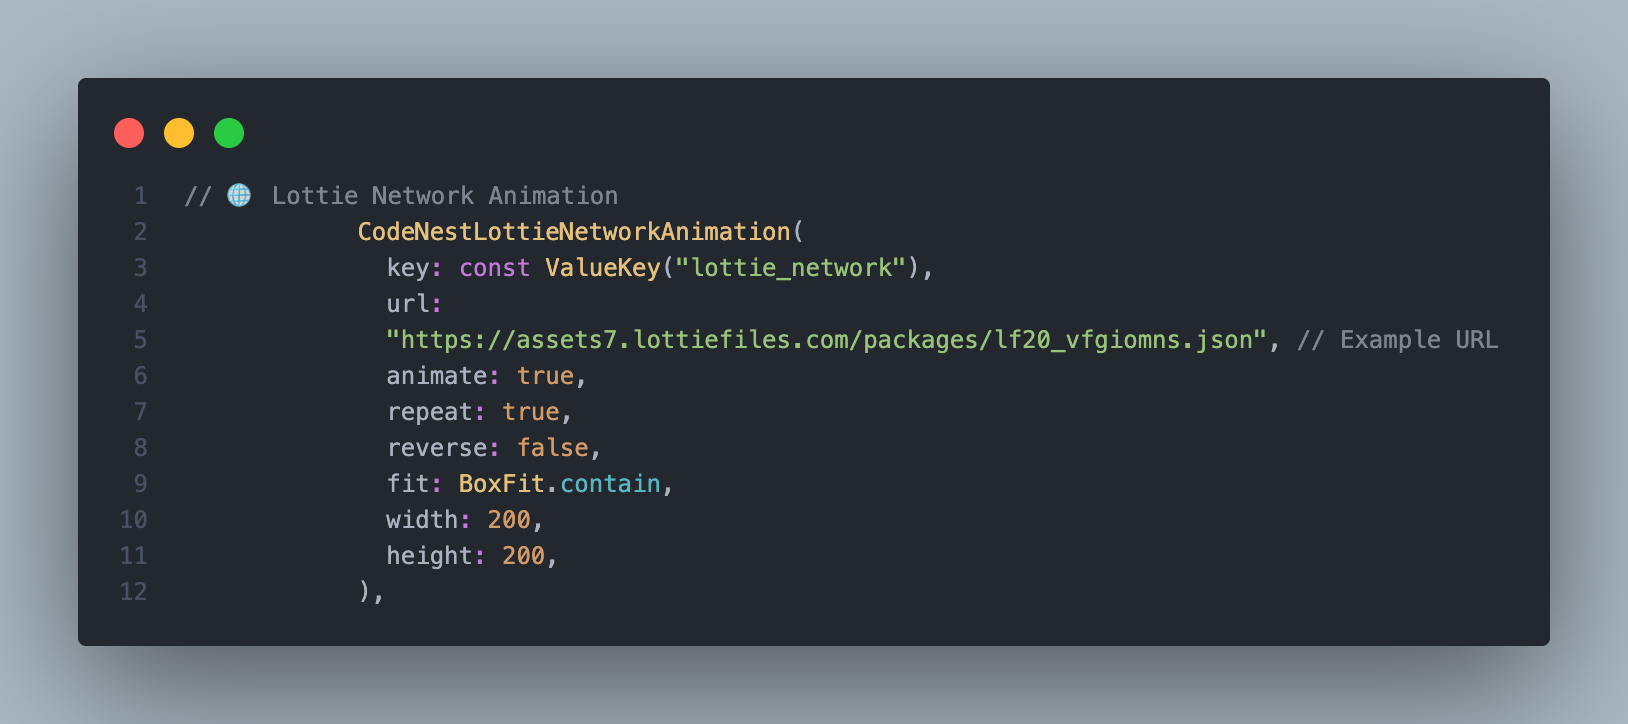 1 // 🌐 Lottie Network Animation
2 CodeNestLottieNetworkAnimation(
3 key: const ValueKey("lottie_network"),
4 url:
5 "https://assets7.lottiefiles.com/packages/lf20_vfgiomns.json", // Example URL
6 animate: true,
7 repeat: true,
8 reverse: false,
9 fit: BoxFit.contain,
10 width: 200,
11 height: 200,
12 ),